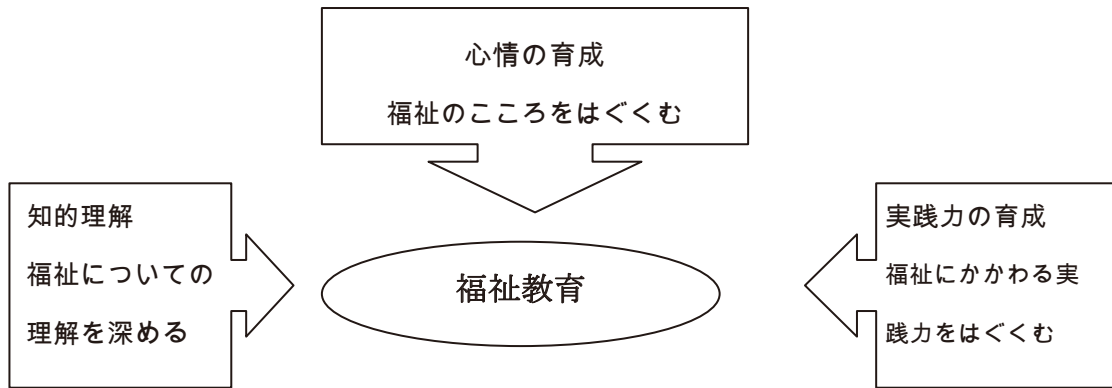 心情の育成
福祉のこころをはぐくむ
知的理解
福祉についての
理解を深める
福祉教育
実践力の育成
福祉にかかわる実
践力をはぐくむ